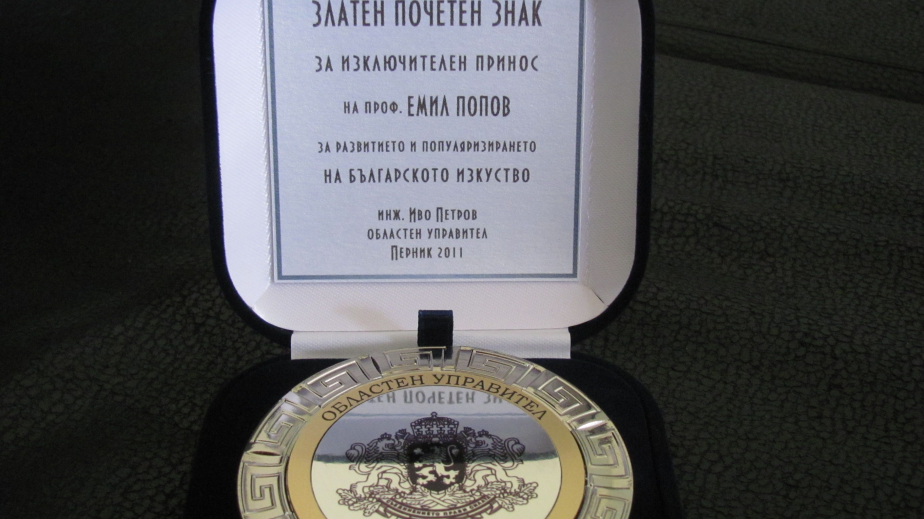 ЗЛАТЕН ПОЧЕТЕН ЗНАК
ЗА ИЗКЛЮЧИТЕЛЕН ПРИНОС
НА ПРОФ. ЕМИЛ ПОПОВ
ЗА РАЗВИТИЕТО И ПОПУЛЯРИЗИРАНЕТО
НА БЪЛГАРСКОТО ИЗКУСТВО
ИНЖ. ИВО ПЕТРОВ
ОБЛАСТЕН УПРАВИТЕЛ
ПЕРНИК 2011
ОБЛАСТЕН УПРАВИТЕЛ